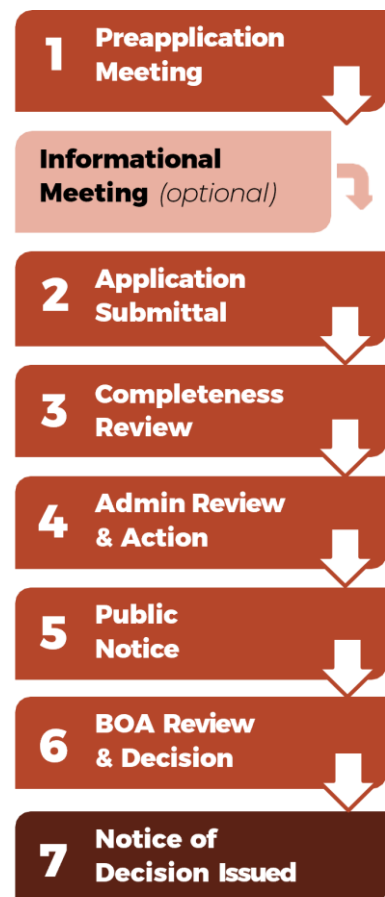 1 Preapplication
Meeting
Informational
Meeting (optional)
2 Application
Submittal
3 Completeness
Review
4 Admin Review
& Action
5 Public
Notice
6 BOA Review
& Decision
7 Notice of
Decision Issued